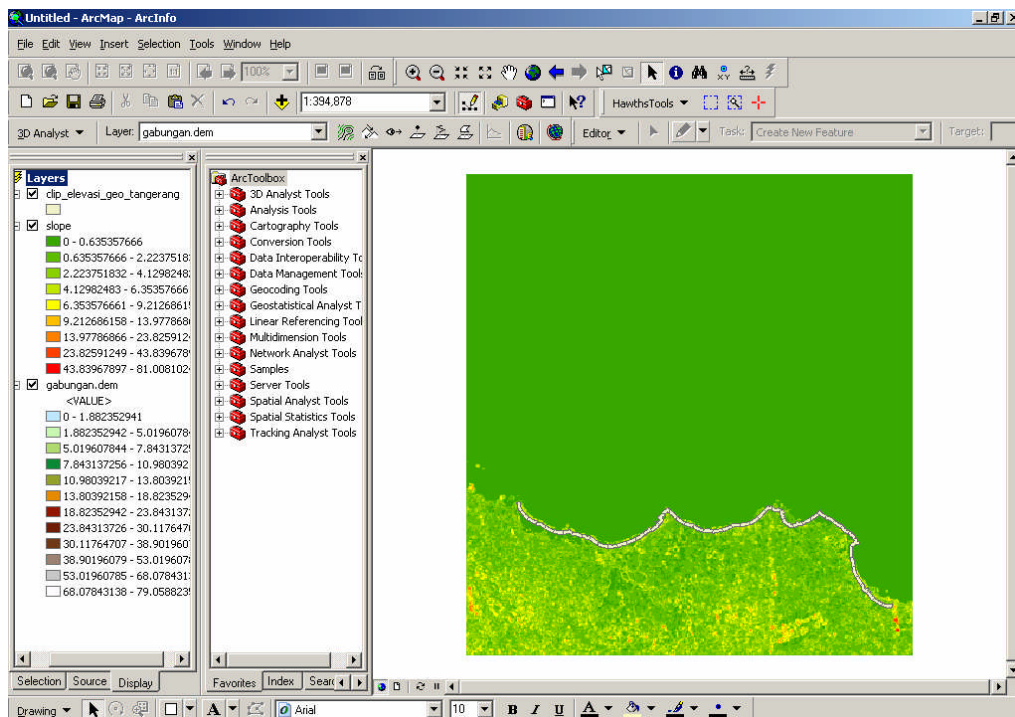 Untitled - ArcMap - ArcInfo
File Edit View Insert Selection Tools Window Help
100%
1:394,878
HawthsTools
3D Analyst Layer: gabungan.dem
Editor Task: Create New Feature Target:
Layers
clip_elevasi_geo_tangerang
slope
0 - 0.635357666
0.635357666 - 2.2237518
2.223751832 - 4.1298248
4.12982483 - 6.35357666
6.353576661 - 9.2126861
9.212686158 - 13.977868
13.97786866 - 23.825912
23.82591249 - 43.839678
43.83967897 - 81.008102
gabungan.dem
<VALUE>
0 - 1.882352941
1.882352942 - 5.0196078
5.019607844 - 7.8431372
7.843137256 - 10.980392
10.98039217 - 13.803921
13.80392158 - 18.823529
18.82352942 - 23.843137
23.84313726 - 30.117647
30.11764707 - 38.901960
38.90196079 - 53.019607
53.01960785 - 68.078431
68.07843138 - 79.058823
Selection Source Display
ArcToolbox
3D Analyst Tools
Analysis Tools
Cartography Tools
Conversion Tools
Data Interoperability To
Data Management Tools
Geocoding Tools
Geostatistical Analyst T
Linear Referencing Tool
Multidimension Tools
Network Analyst Tools
Samples
Server Tools
Spatial Analyst Tools
Spatial Statistics Tools
Tracking Analyst Tools
Favorites Index Sear
Drawing A Arial 10 B I U A